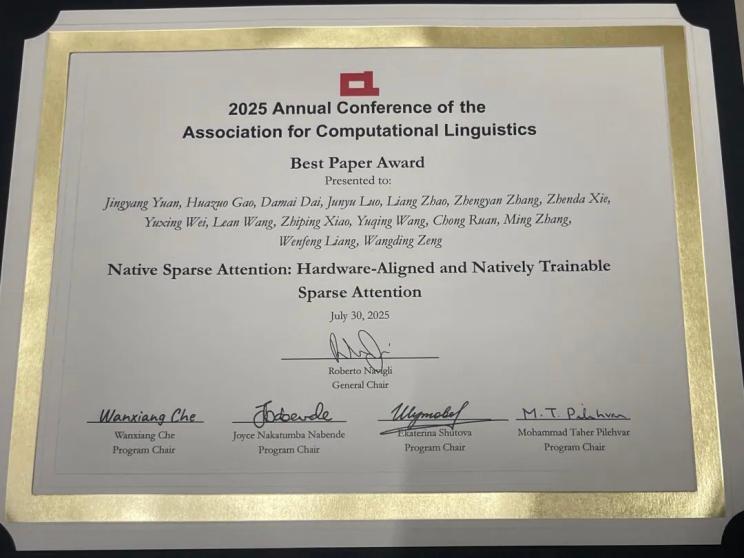 2025 Annual Conference of the
Association for Computational Linguistics
Best Paper Award
Presented to:
Jingyang Yuan, Huazuo Gao, Damai Dai, Junyu Luo, Liang Zhao, Zhengyan Zhang, Zhenda Xie,
Yuxing Wei, Lean Wang, Zhiping Xiao, Yuqing Wang, Chong Ruan, Ming Zhang,
Wenfeng Liang, Wangding Zeng
Native Sparse Attention: Hardware-Aligned and Natively Trainable
Sparse Attention
July 30, 2025
Roberto Navigli
General Chair
Wanxiang Che
M.T. Pilehvar
Wanxiang Che
Joyce Nakatumba Nabende
Ekaterina Shutova
Mohammad Taher Pilehvar
Program Chair
Program Chair
Program Chair
Program Chair